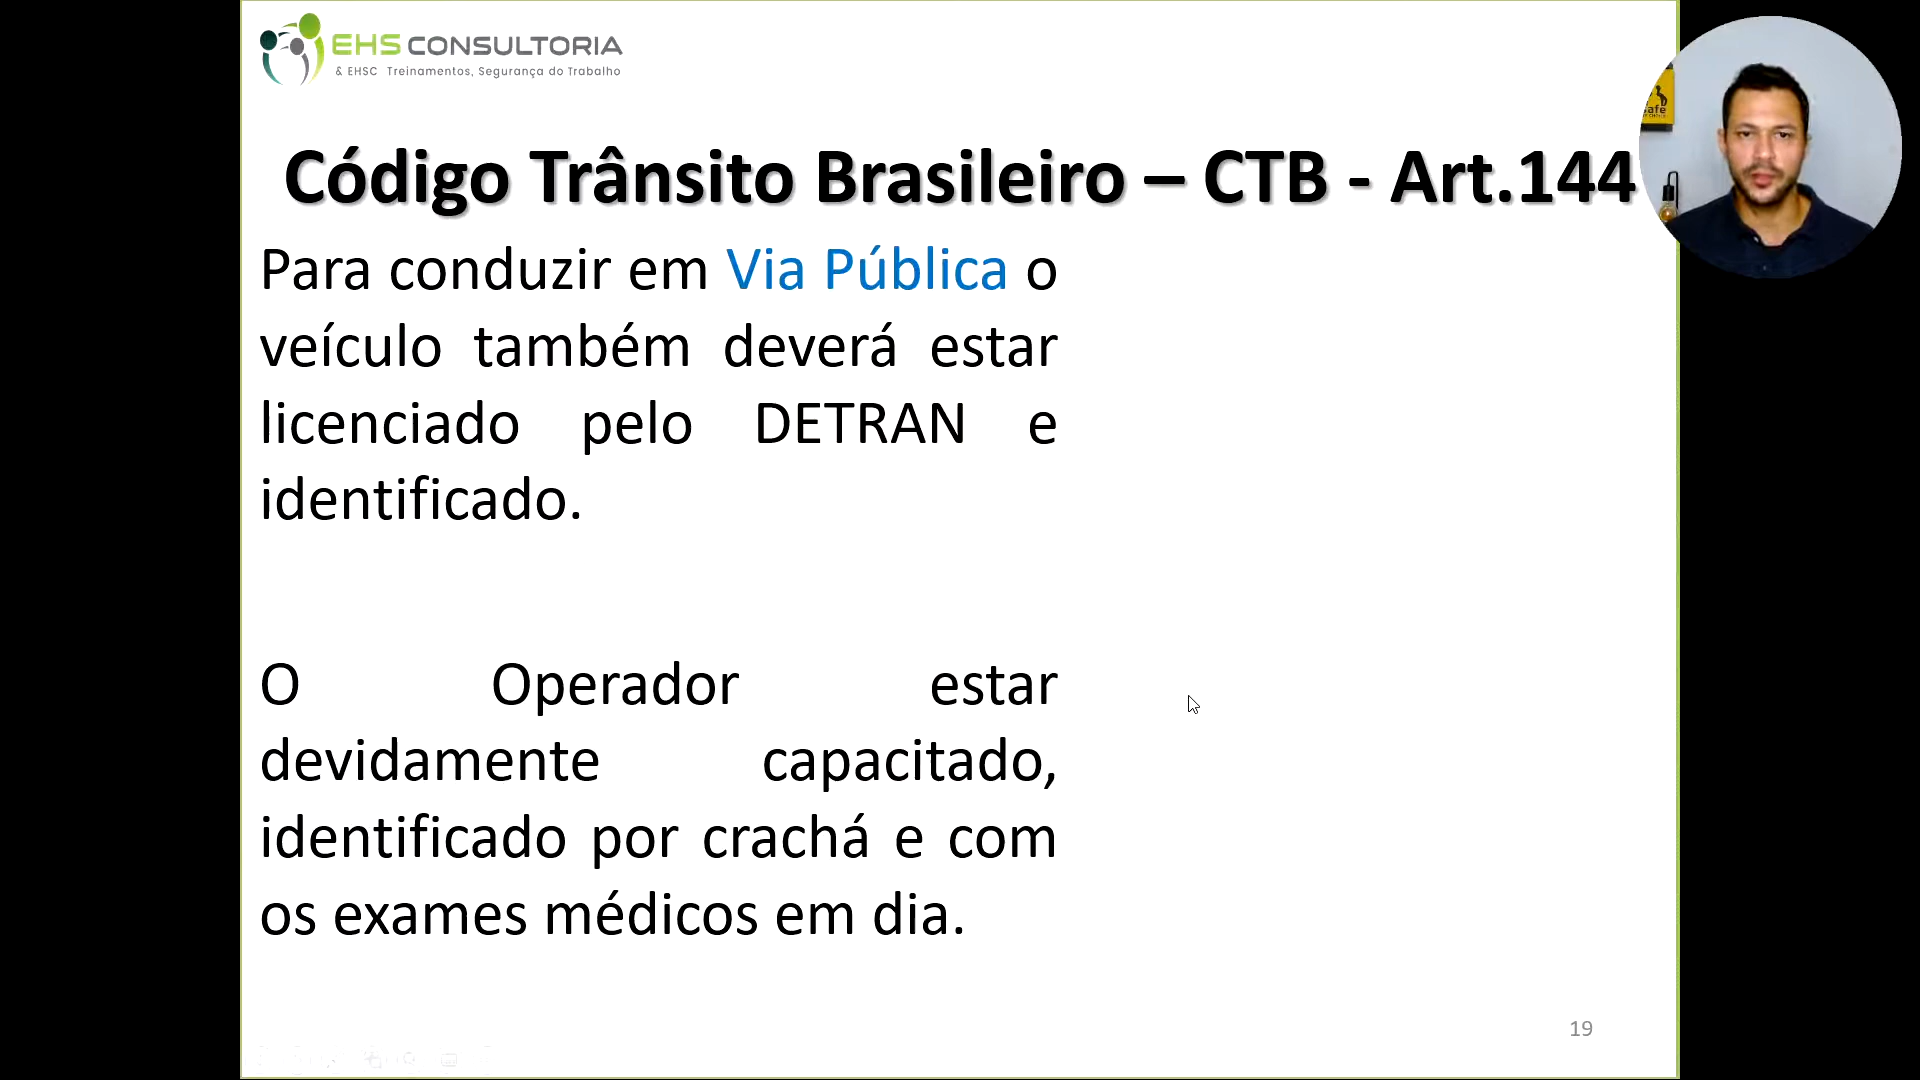 EHS CONSULTORIA
& EHSC Treinamentos, Segurança do Trabalho
Código Trânsito Brasileiro – CTB - Art.144
Para conduzir em Via Pública o
veículo também deverá estar
licenciado pelo DETRAN e
identificado.
O Operador estar
devidamente capacitado,
identificado por crachá e com
os exames médicos em dia.
19